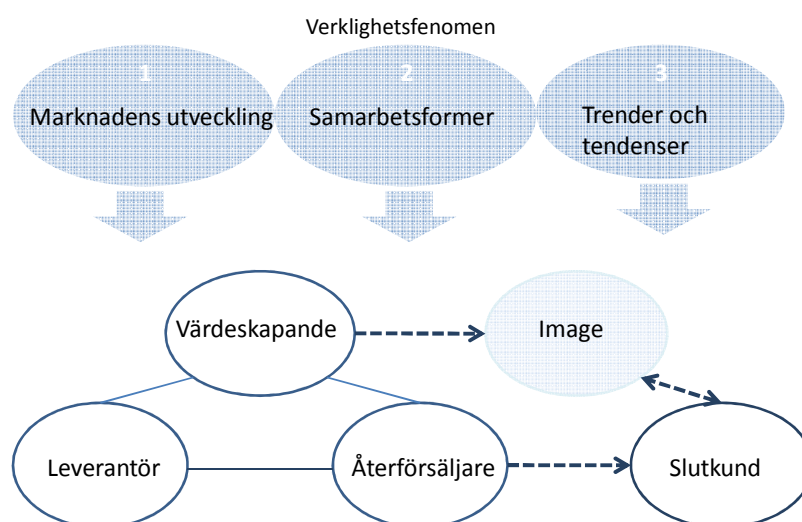 Verklighetsfenomen
1
2
3
Marknadens utveckling
Samarbetsformer
Trender och
tendenser
Värdeskapande
Image
Leverantör
Återförsäljare
Slutkund